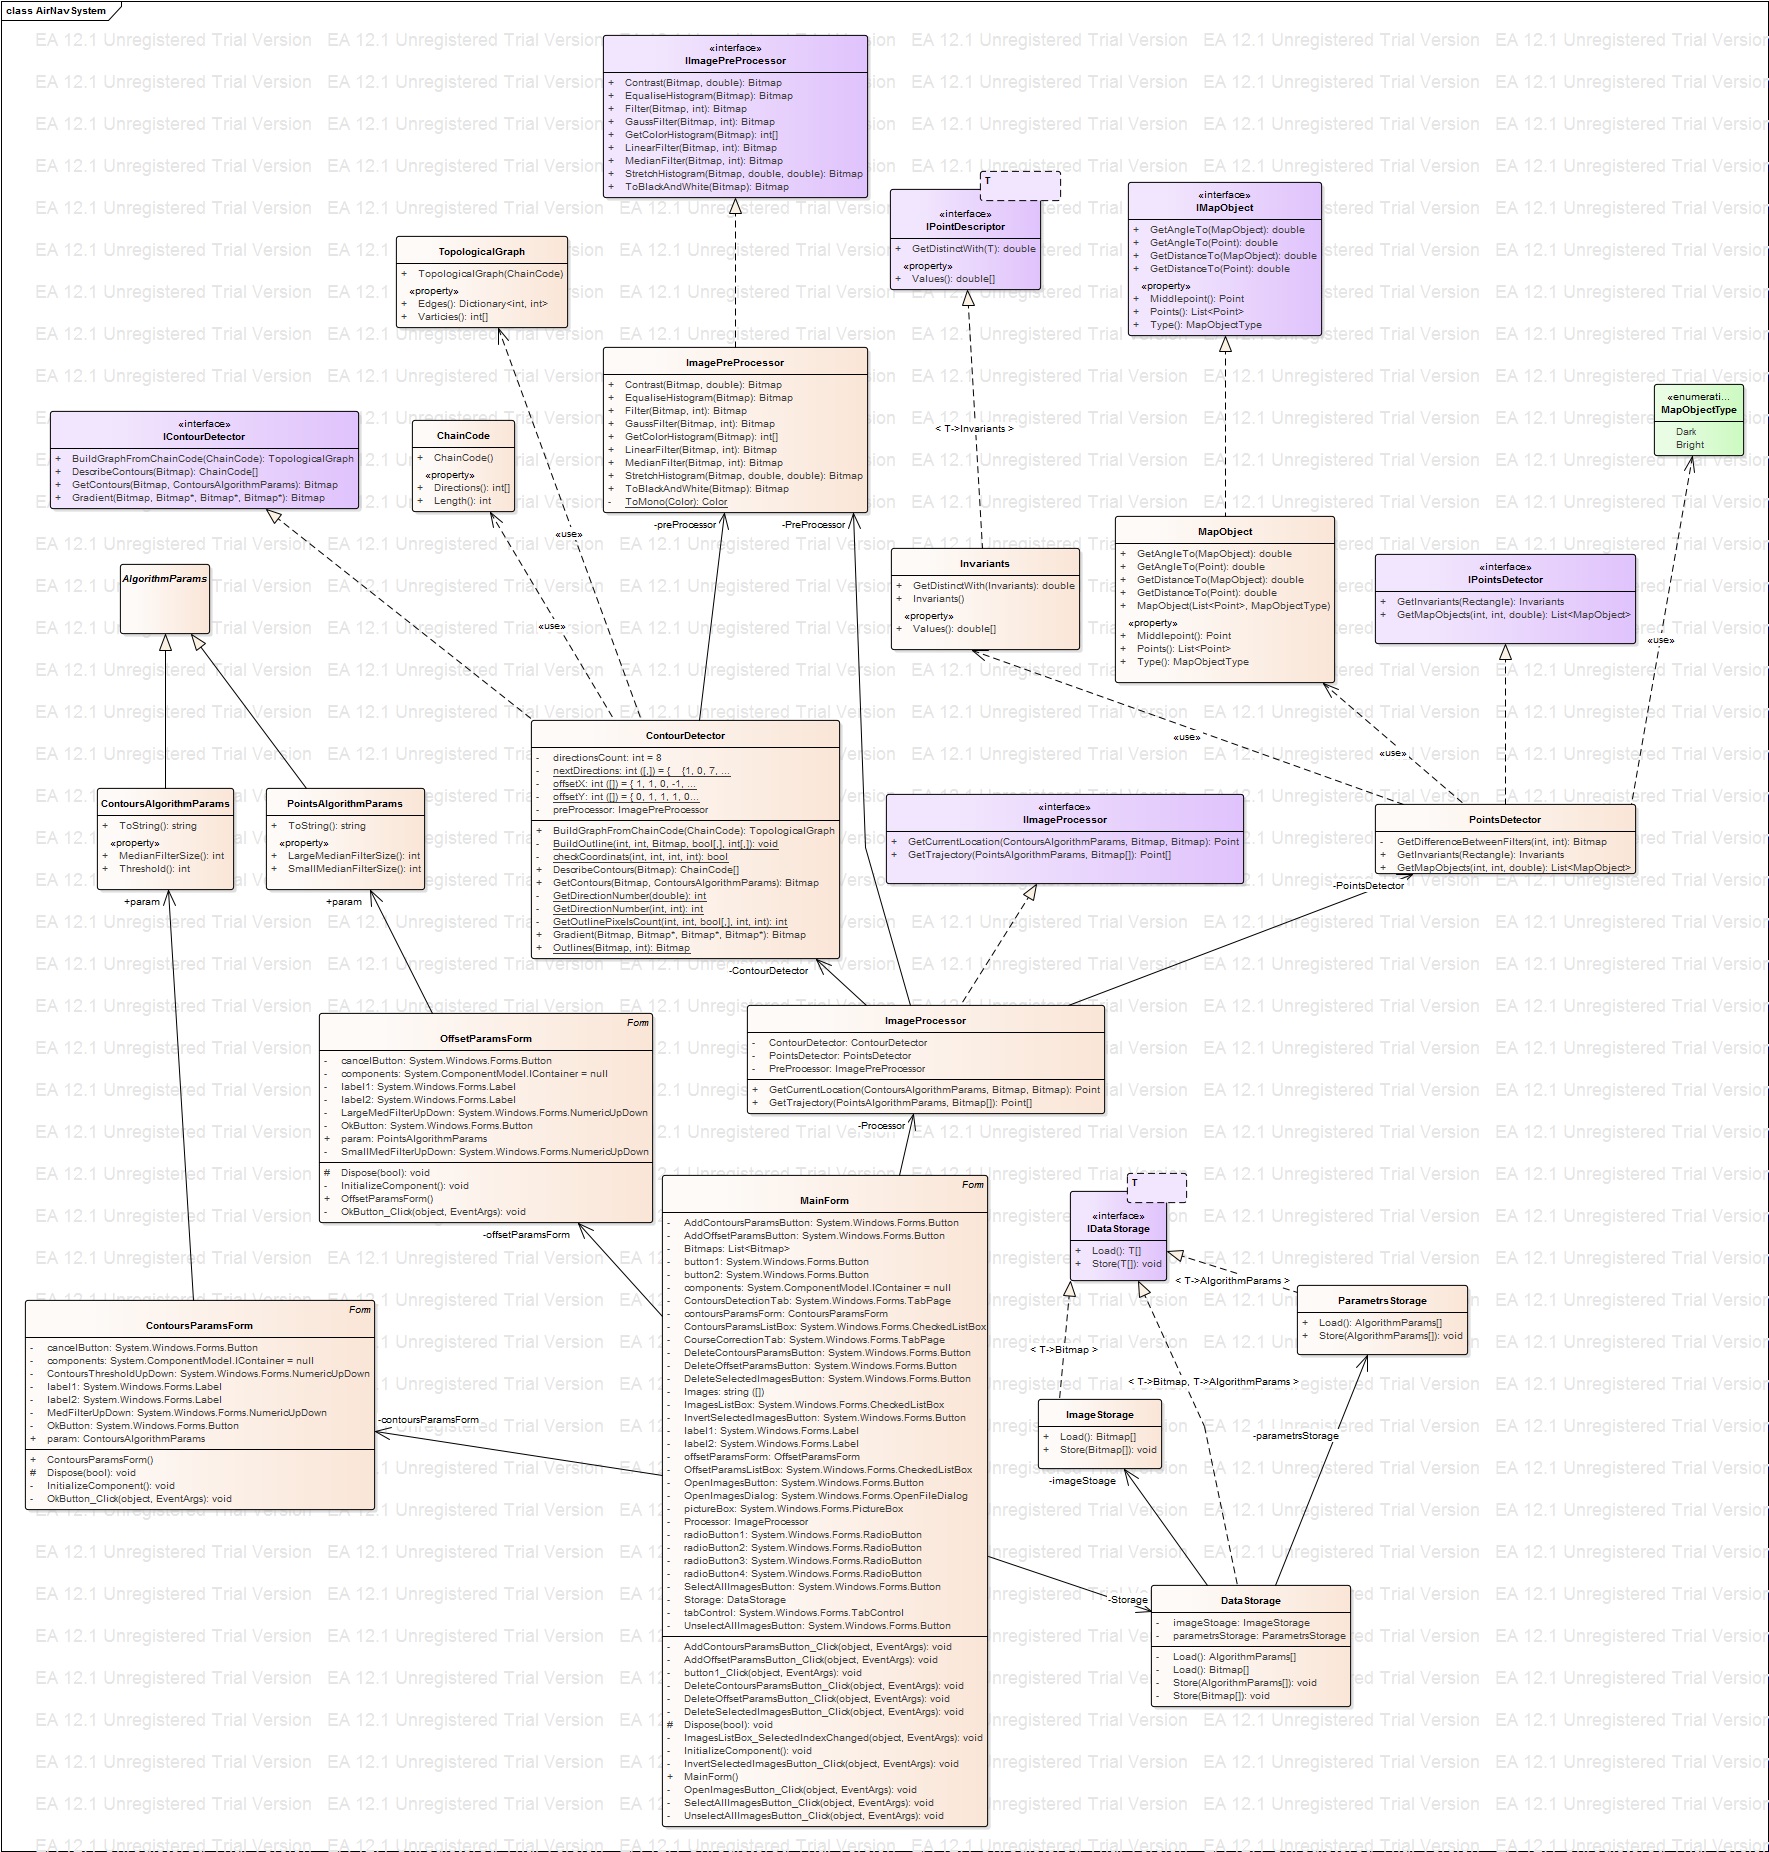 class AirNavSystem
EA 12.1 Unregistered Trial Version
«interface»
IImagePreProcessor
+ Contrast(Bitmap, double): Bitmap
+ EqualiseHistogram(Bitmap): Bitmap
+ Filter(Bitmap, int): Bitmap
+ GaussFilter(Bitmap, int): Bitmap
+ GetColorHistogram(Bitmap): int[]
+ LinearFilter(Bitmap, int): Bitmap
+ MedianFilter(Bitmap, int): Bitmap
+ StretchHistogram(Bitmap, double, double): Bitmap
+ ToBlackAndWhite(Bitmap): Bitmap
T
«interface»
IPointDescriptor
+ GetDistinctWith(T): double
«property»
+ Values(): double[]
«interface»
IMapObject
+ GetAngleTo(MapObject): double
+ GetAngleTo(Point): double
+ GetDistanceTo(MapObject): double
+ GetDistanceTo(Point): double
«property»
+ Middlepoint(): Point
+ Points(): List<Point>
+ Type(): MapObjectType
TopologicalGraph
+ TopologicalGraph(ChainCode)
«property»
+ Edges(): Dictionary<int, int>
+ Varticies(): int[]
ImagePreProcessor
+ Contrast(Bitmap, double): Bitmap
+ EqualiseHistogram(Bitmap): Bitmap
+ Filter(Bitmap, int): Bitmap
+ GaussFilter(Bitmap, int): Bitmap
+ GetColorHistogram(Bitmap): int[]
+ LinearFilter(Bitmap, int): Bitmap
+ MedianFilter(Bitmap, int): Bitmap
+ StretchHistogram(Bitmap, double, double): Bitmap
+ ToBlackAndWhite(Bitmap): Bitmap
- ToMono(Color): Color
«enumerati...
MapObjectType
Dark
Bright
«interface»
IContourDetector
+ BuildGraphFromChainCode(ChainCode): TopologicalGraph
+ DescribeContours(Bitmap): ChainCode[]
+ GetContours(Bitmap, ContoursAlgorithmParams): Bitmap
+ Gradient(Bitmap, Bitmap*, Bitmap*, Bitmap*): Bitmap
ChainCode
+ ChainCode()
«property»
+ Directions(): int[]
+ Length(): int
< T->Invariants >
-preProcessor
-PreProcessor
«use»
«use»
Invariants
+ GetDistinctWith(Invariants): double
+ Invariants()
«property»
+ Values(): double[]
MapObject
+ GetAngleTo(MapObject): double
+ GetAngleTo(Point): double
+ GetDistanceTo(MapObject): double
+ GetDistanceTo(Point): double
+ MapObject(List<Point>, MapObjectType)
«property»
+ Middlepoint(): Point
+ Points(): List<Point>
+ Type(): MapObjectType
«interface»
IPointsDetector
+ GetInvariants(Rectangle): Invariants
+ GetMapObjects(int, int, double): List<MapObject>
«use»
«use»
«use»
AlgorithmParams
ContourDetector
- directionsCount: int = 8
- nextDirections: int ([,]) = { {1, 0, 7, ...
- offsetX: int ([]) = { 1, 1, 0, -1, ...
- offsetY: int ([]) = { 0, 1, 1, 1, 0...
- preProcessor: ImagePreProcessor
+ BuildGraphFromChainCode(ChainCode): TopologicalGraph
- BuildOutline(int, int, Bitmap, bool[,], int[,]): void
- checkCoordinats(int, int, int, int): bool
+ DescribeContours(Bitmap): ChainCode[]
+ GetContours(Bitmap, ContoursAlgorithmParams): Bitmap
- GetDirectionNumber(double): int
- GetDirectionNumber(int, int): int
- GetOutlinePixelsCount(int, int, bool[,], int, int): int
+ Gradient(Bitmap, Bitmap*, Bitmap*, Bitmap*): Bitmap
+ Outlines(Bitmap, int): Bitmap
ContoursAlgorithmParams
+ ToString(): string
«property»
+ MedianFilterSize(): int
+ Threshold(): int
PointsAlgorithmParams
+ ToString(): string
«property»
+ LargeMedianFilterSize(): int
+ SmallMedianFilterSize(): int
+param
+param
«interface»
IImageProcessor
+ GetCurrentLocation(ContoursAlgorithmParams, Bitmap, Bitmap): Point
+ GetTrajectory(PointsAlgorithmParams, Bitmap[]): Point[]
PointsDetector
- GetDifferenceBetweenFilters(int, int): Bitmap
+ GetInvariants(Rectangle): Invariants
+ GetMapObjects(int, int, double): List<MapObject>
-PointsDetector
-ContourDetector
ImageProcessor
- ContourDetector: ContourDetector
- PointsDetector: PointsDetector
- PreProcessor: ImagePreProcessor
+ GetCurrentLocation(ContoursAlgorithmParams, Bitmap, Bitmap): Point
+ GetTrajectory(PointsAlgorithmParams, Bitmap[]): Point[]
-Processor
Form
OffsetParamsForm
- cancelButton: System.Windows.Forms.Button
- components: System.ComponentModel.IContainer = null
- label1: System.Windows.Forms.Label
- label2: System.Windows.Forms.Label
- LargeMedFilterUpDown: System.Windows.Forms.NumericUpDown
- OkButton: System.Windows.Forms.Button
+ param: PointsAlgorithmParams
- SmallMedFilterUpDown: System.Windows.Forms.NumericUpDown
# Dispose(bool): void
- InitializeComponent(): void
+ OffsetParamsForm()
- OkButton_Click(object, EventArgs): void
-offsetParamsForm
Form
MainForm
- AddContoursParamsButton: System.Windows.Forms.Button
- AddOffsetParamsButton: System.Windows.Forms.Button
- Bitmaps: List<Bitmap>
- button1: System.Windows.Forms.Button
- button2: System.Windows.Forms.Button
- components: System.ComponentModel.IContainer = null
- ContoursDetectionTab: System.Windows.Forms.TabPage
- contoursParamsForm: ContoursParamsForm
- ContoursParamsListBox: System.Windows.Forms.CheckedListBox
- CourseCorrectionTab: System.Windows.Forms.TabPage
- DeleteContoursParamsButton: System.Windows.Forms.Button
- DeleteOffsetParamsButton: System.Windows.Forms.Button
- DeleteSelectedImagesButton: System.Windows.Forms.Button
- Images: string ([])
- ImagesListBox: System.Windows.Forms.CheckedListBox
- InvertSelectedImagesButton: System.Windows.Forms.Button
- label1: System.Windows.Forms.Label
- label2: System.Windows.Forms.Label
- offsetParamsForm: OffsetParamsForm
- OffsetParamsListBox: System.Windows.Forms.CheckedListBox
- OpenImagesButton: System.Windows.Forms.Button
- OpenImagesDialog: System.Windows.Forms.OpenFileDialog
- pictureBox: System.Windows.Forms.PictureBox
- Processor: ImageProcessor
- radioButton1: System.Windows.Forms.RadioButton
- radioButton2: System.Windows.Forms.RadioButton
- radioButton3: System.Windows.Forms.RadioButton
- radioButton4: System.Windows.Forms.RadioButton
- SelectAllImagesButton: System.Windows.Forms.Button
- Storage: DataStorage
- tabControl: System.Windows.Forms.TabControl
- UnselectAllImagesButton: System.Windows.Forms.Button
- AddContoursParamsButton_Click(object, EventArgs): void
- AddOffsetParamsButton_Click(object, EventArgs): void
- button1_Click(object, EventArgs): void
- DeleteContoursParamsButton_Click(object, EventArgs): void
- DeleteOffsetParamsButton_Click(object, EventArgs): void
- DeleteSelectedImagesButton_Click(object, EventArgs): void
# Dispose(bool): void
- ImagesListBox_SelectedIndexChanged(object, EventArgs): void
- InitializeComponent(): void
- InvertSelectedImagesButton_Click(object, EventArgs): void
+ MainForm()
- OpenImagesButton_Click(object, EventArgs): void
- SelectAllImagesButton_Click(object, EventArgs): void
- UnselectAllImagesButton_Click(object, EventArgs): void
Form
ContoursParamsForm
- cancelButton: System.Windows.Forms.Button
- components: System.ComponentModel.IContainer = null
- ContoursThresholdUpDown: System.Windows.Forms.NumericUpDown
- label1: System.Windows.Forms.Label
- label2: System.Windows.Forms.Label
- MedFilterUpDown: System.Windows.Forms.NumericUpDown
- OkButton: System.Windows.Forms.Button
+ param: ContoursAlgorithmParams
+ ContoursParamsForm()
# Dispose(bool): void
- InitializeComponent(): void
- OkButton_Click(object, EventArgs): void
-contoursParamsForm
T
«interface»
IDataStorage
+ Load(): T[]
+ Store(T[]): void
< T->AlgorithmParams >
ParametrsStorage
+ Load(): AlgorithmParams[]
+ Store(AlgorithmParams[]): void
< T->Bitmap >
< T->Bitmap, T->AlgorithmParams >
ImageStorage
+ Load(): Bitmap[]
+ Store(Bitmap[]): void
-parametrsStorage
-imageStoage
-Storage
DataStorage
- imageStoage: ImageStorage
- parametrsStorage: ParametrsStorage
- Load(): AlgorithmParams[]
- Load(): Bitmap[]
- Store(AlgorithmParams[]): void
- Store(Bitmap[]): void